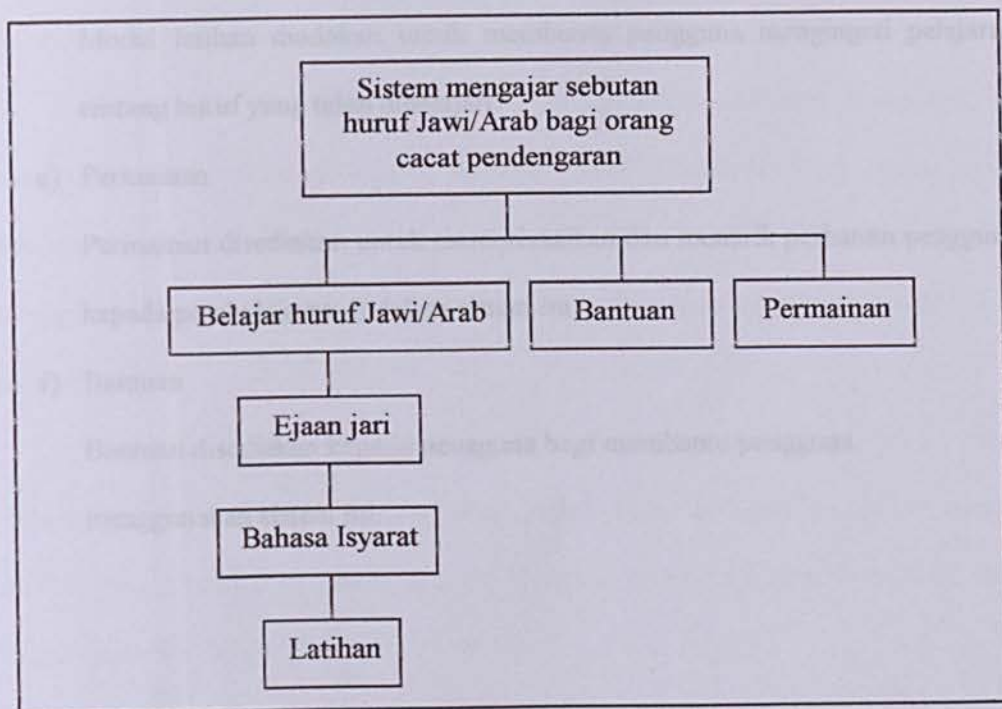 Sistem mengajar sebutan
huruf Jawi/Arab bagi orang
cacat pendengaran
Belajar huruf Jawi/Arab
Bantuan
Permainan
Ejaan jari
Bahasa Isyarat
Latihan